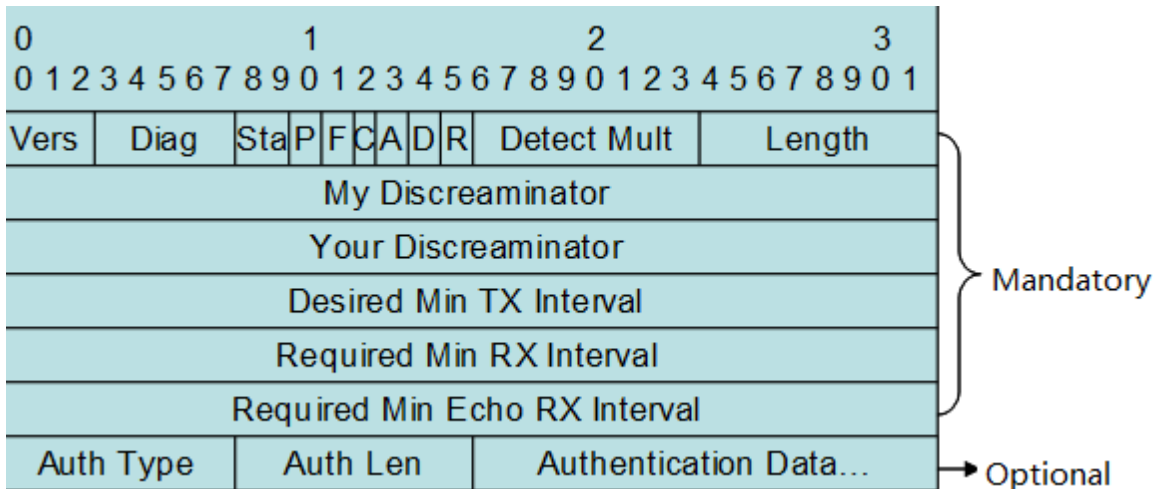 0 1 2 3
0 1 2 3 4 5 6 7 8 9 0 1 2 3 4 5 6 7 8 9 0 1 2 3 4 5 6 7 8 9 0 1
Vers Diag Sta P F C A D R Detect Mult Length
My Discreaminator
Your Discreaminator
Desired Min TX Interval
Mandatory
Required Min RX Interval
Required Min Echo RX Interval
Auth Type Auth Len Authentication Data...
Optional